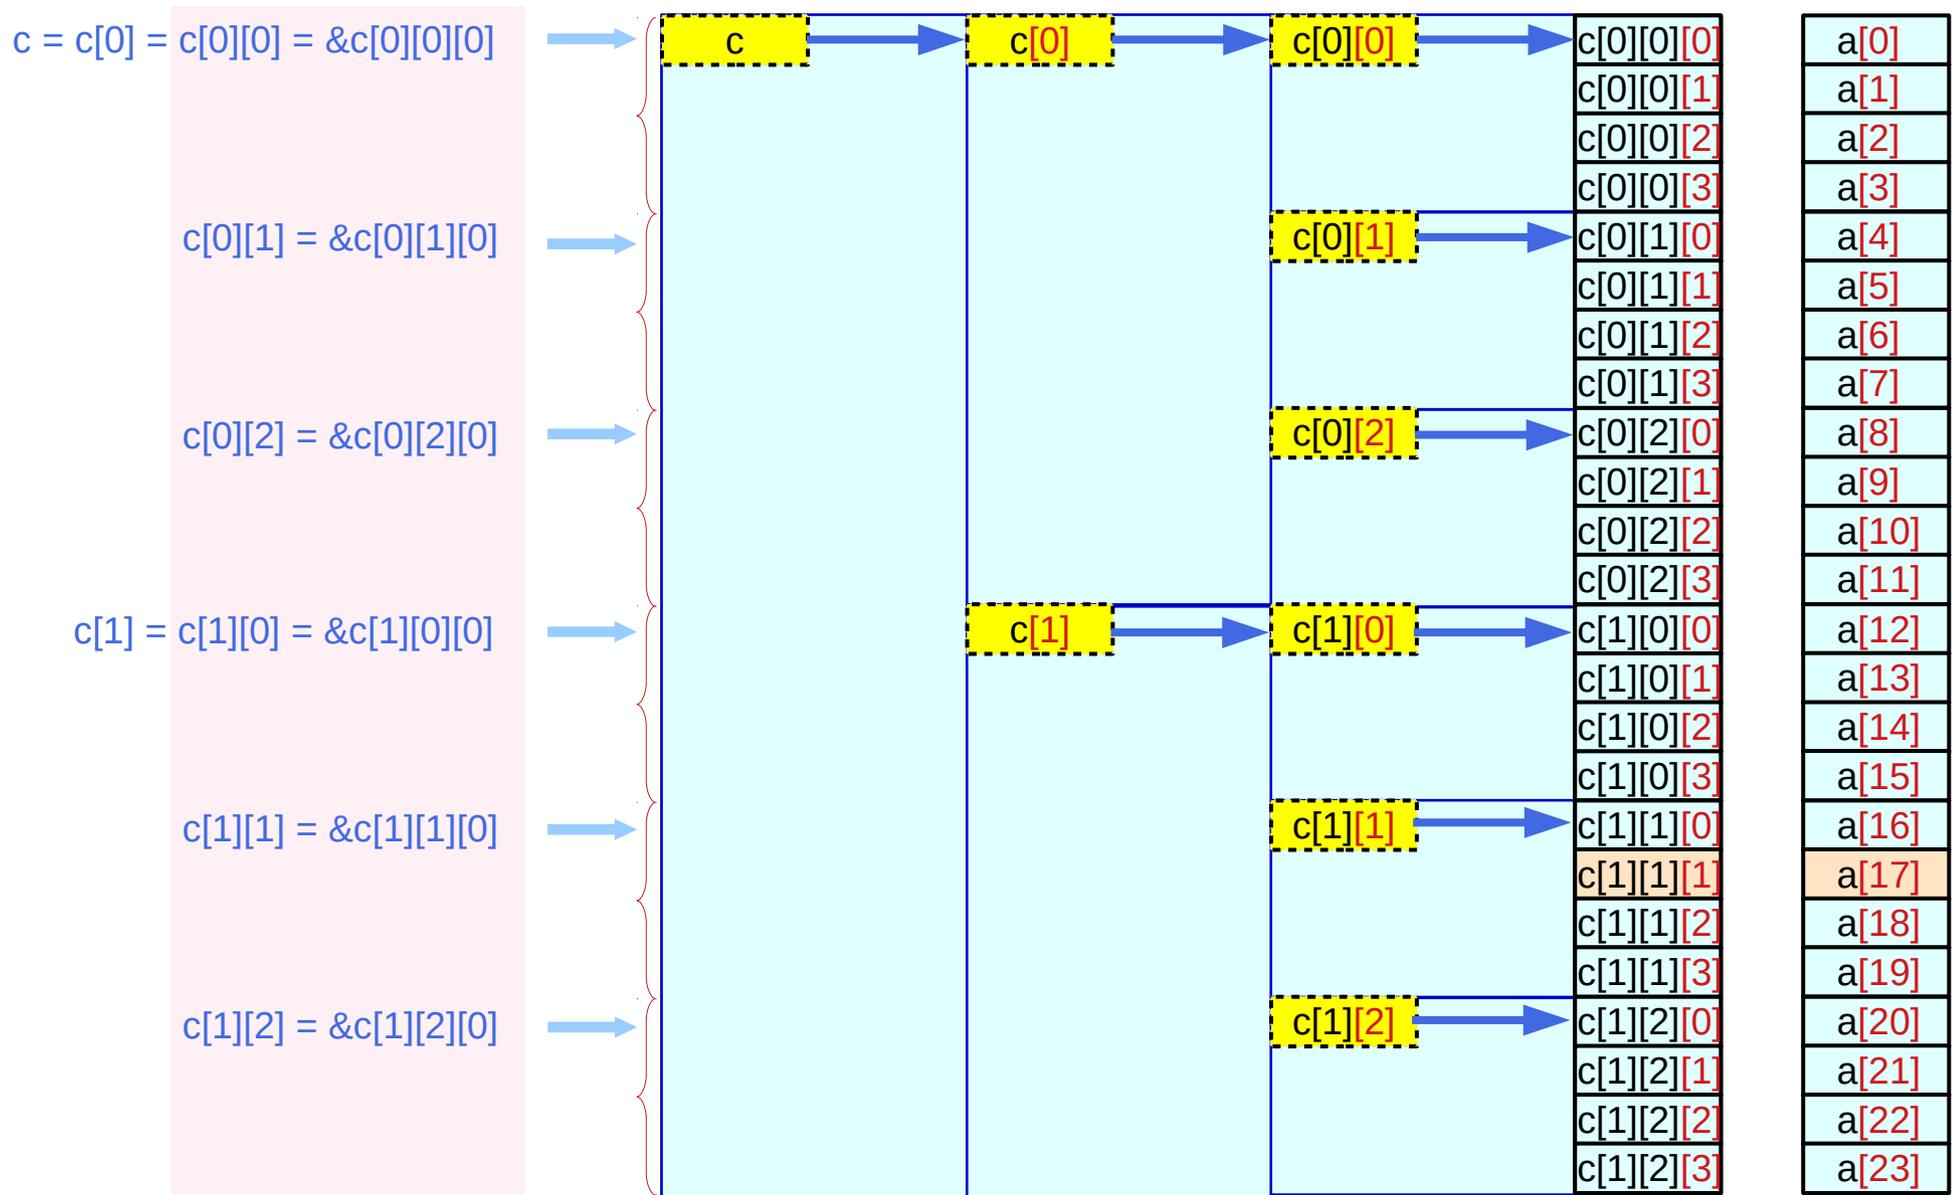 c = c[0] = c[0][0] = &c[0][0][0] c c[0] c[0][0] c[0][0][0] a[0]
c[0][0][1] a[1]
c[0][0][2] a[2]
c[0][0][3] a[3]
c[0][1] = &c[0][1][0] c[0][1] c[0][1][0] a[4]
c[0][1][1] a[5]
c[0][1][2] a[6]
c[0][1][3] a[7]
c[0][2] = &c[0][2][0] c[0][2] c[0][2][0] a[8]
c[0][2][1] a[9]
c[0][2][2] a[10]
c[0][2][3] a[11]
c[1] = c[1][0] = &c[1][0][0] c[1] c[1][0] c[1][0][0] a[12]
c[1][0][1] a[13]
c[1][0][2] a[14]
c[1][0][3] a[15]
c[1][1] = &c[1][1][0] c[1][1] c[1][1][0] a[16]
c[1][1][1] a[17]
c[1][1][2] a[18]
c[1][1][3] a[19]
c[1][2] = &c[1][2][0] c[1][2] c[1][2][0] a[20]
c[1][2][1] a[21]
c[1][2][2] a[22]
c[1][2][3] a[23]